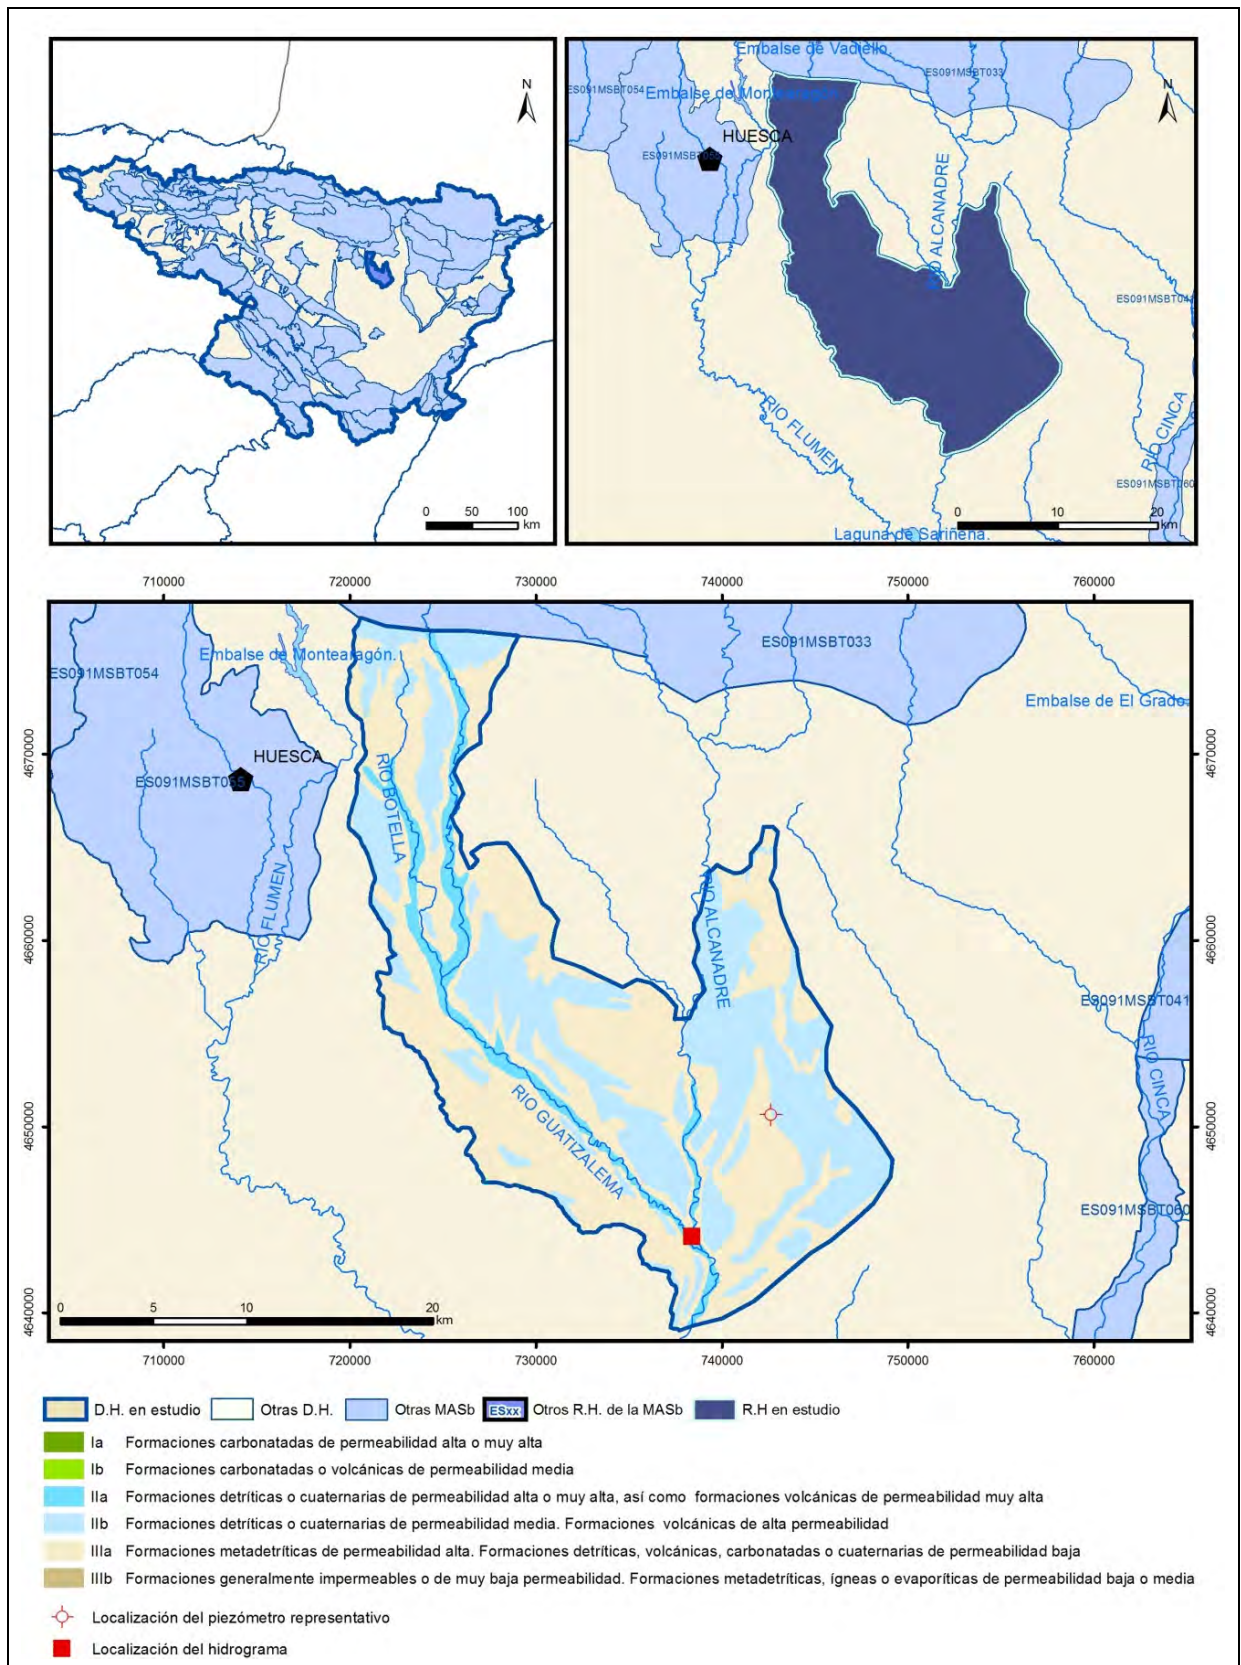 N
0 50 100
km
Embalse de Vadiello.
ES091MSBT033
ES091MSBT054
Embalse de Montearagón.
N
HUESCA
RIO ALCANADRE
ES091MSBT041
RIO FLUMEN
RIO CINCA
ES091MSBT060
0 10 20
km
Laguna de Sariñena.
710000 720000 730000 740000 750000 760000
ES091MSBT033
Embalse de Montearagón.
ES091MSBT054
Embalse de El Grado.
4670000 4670000
HUESCA
ES091MSBT055
RIO BOTELLA
RIO FLUMEN
RIO ALCANADRE
4660000 4660000
ES091MSBT041
RIO CINCA
4650000 4650000
RIO GUATIZALEMA
ES091MSBT060
0 5 10 20
km
4640000 4640000
710000 720000 730000 740000 750000 760000
D.H. en estudio Otras D.H. Otras MASb ESxx Otros R.H. de la MASb R.H en estudio
Ia Formaciones carbonatadas de permeabilidad alta o muy alta
Ib Formaciones carbonatadas o volcánicas de permeabilidad media
IIa Formaciones detríticas o cuaternarias de permeabilidad alta o muy alta, así como formaciones volcánicas de permeabilidad muy alta
IIb Formaciones detríticas o cuaternarias de permeabilidad media. Formaciones volcánicas de alta permeabilidad
IIIa Formaciones metadetríticas de permeabilidad alta. Formaciones detríticas, volcánicas, carbonatadas o cuaternarias de permeabilidad baja
IIIb Formaciones generalmente impermeables o de muy baja permeabilidad. Formaciones metadetríticas, ígneas o evaporíticas de permeabilidad baja o media
Localización del piezómetro representativo
Localización del hidrograma